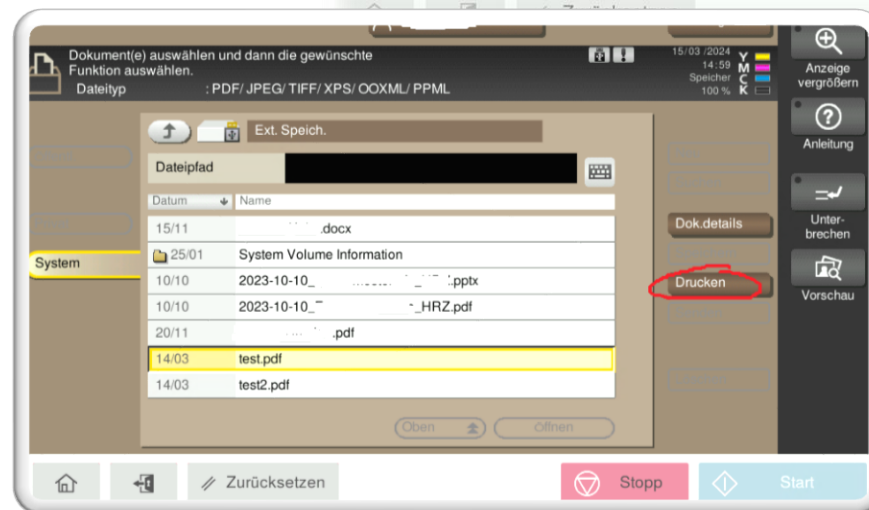 Dokument(e) auswählen und dann die gewünschte
Funktion auswählen.
Dateityp : PDF/ JPEG/ TIFF/ XPS/ OOXML/ PPML
15/03 /2024
14:59
Speicher
100 %
Y
M
C
K
Anzeige
vergrößern
Anleitung
Unter-
brechen
Vorschau
Ext. Speich.
Dateipfad
Datum Name
15/11 .docx
25/01 System Volume Information
10/10 2023-10-10_ .pptx
10/10 2023-10-10_ _HRZ.pdf
20/11 .pdf
14/03 test.pdf
14/03 test2.pdf
Oben Öffnen
System
Dok.details
Drucken
Zurücksetzen
Stopp
Start